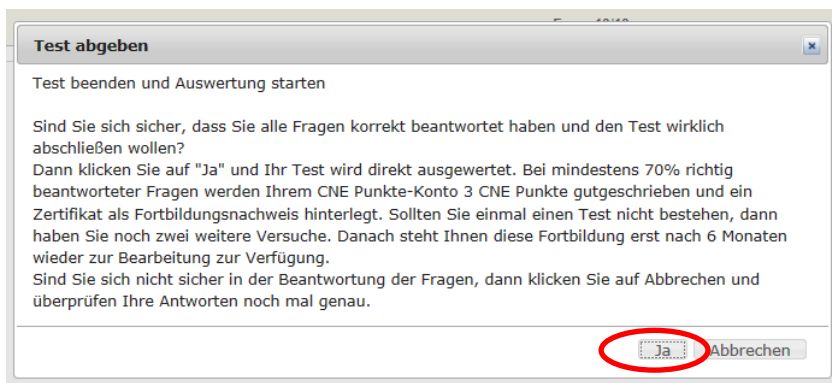 Test abgeben
Test beenden und Auswertung starten
Sind Sie sich sicher, dass Sie alle Fragen korrekt beantwortet haben und den Test wirklich
abschließen wollen?
Dann klicken Sie auf "Ja" und Ihr Test wird direkt ausgewertet. Bei mindestens 70% richtig
beantworteter Fragen werden Ihrem CNE Punkte-Konto 3 CNE Punkte gutgeschrieben und ein
Zertifikat als Fortbildungsnachweis hinterlegt. Sollten Sie einmal einen Test nicht bestehen, dann
haben Sie noch zwei weitere Versuche. Danach steht Ihnen diese Fortbildung erst nach 6 Monaten
wieder zur Bearbeitung zur Verfügung.
Sind Sie sich nicht sicher in der Beantwortung der Fragen, dann klicken Sie auf Abbrechen und
überprüfen Ihre Antworten noch mal genau.
Ja Abbrechen